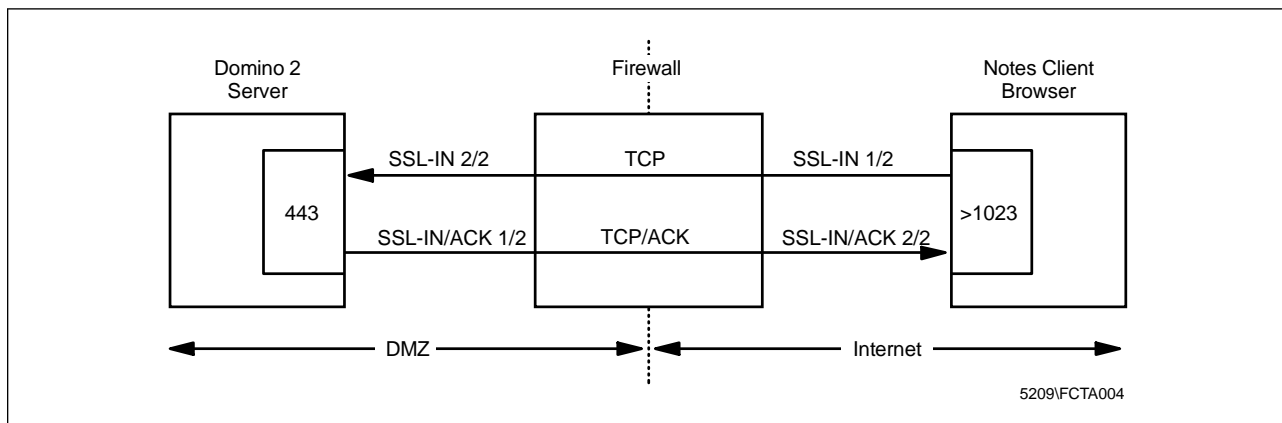 Domino 2
Server
Firewall
Notes Client
Browser
SSL-IN 2/2
TCP
SSL-IN 1/2
443
>1023
SSL-IN/ACK 1/2
TCP/ACK
SSL-IN/ACK 2/2
DMZ
Internet
5209\FCTA004